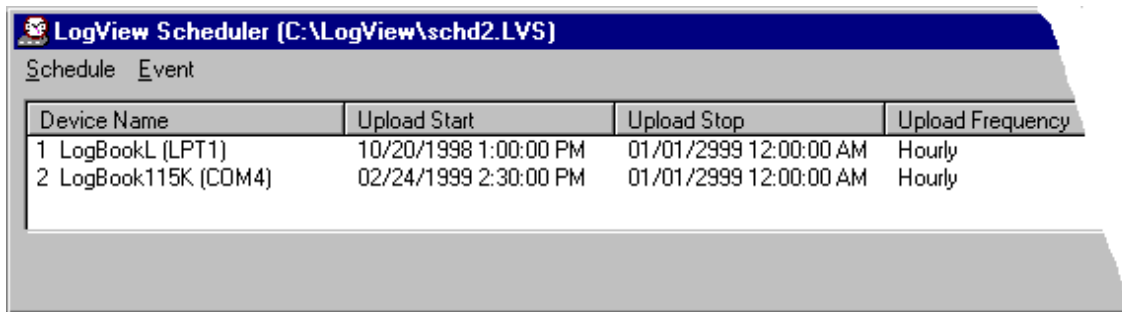 LogView Scheduler (C:\LogView\schd2.LVS)
Schedule Event
Device Name Upload Start Upload Stop Upload Frequency
1 LogBookL (LPT1) 10/20/1998 1:00:00 PM 01/01/2999 12:00:00 AM Hourly
2 LogBook115K (COM4) 02/24/1999 2:30:00 PM 01/01/2999 12:00:00 AM Hourly